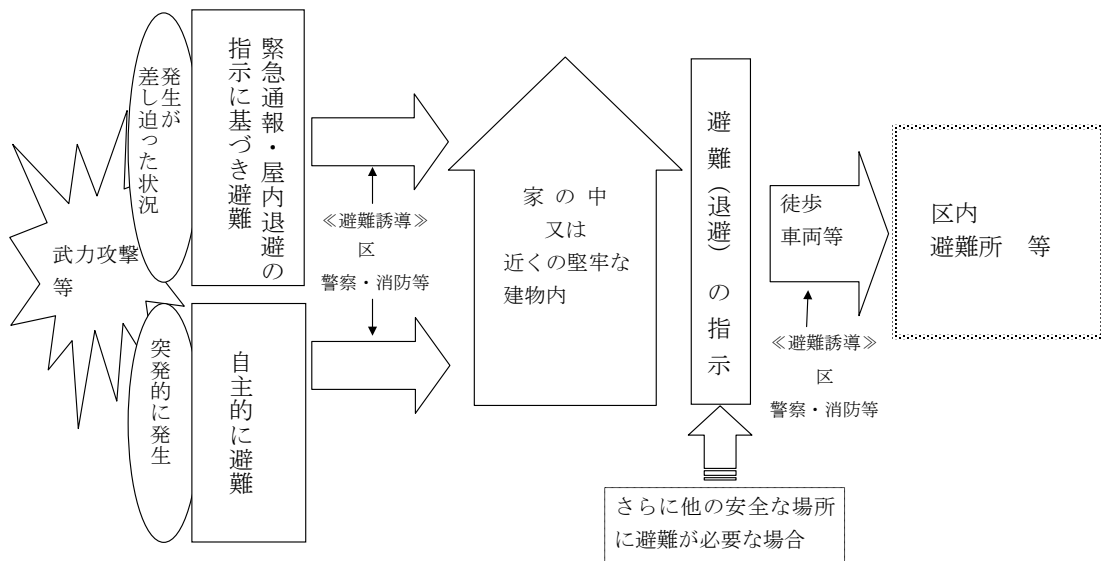 武力攻撃
等
発生が
差し迫った状況
緊急通報・屋内退避の
指示に基づき避難
突発的に発生
自主的に避難
≪避難誘導≫
区
警察・消防等
家の中
又は
近くの堅牢な
建物内
避難（退避）の指示
さらに他の安全な場所
に避難が必要な場合
徒歩
車両等
≪避難誘導≫
区
警察・消防等
区内
避難所　等